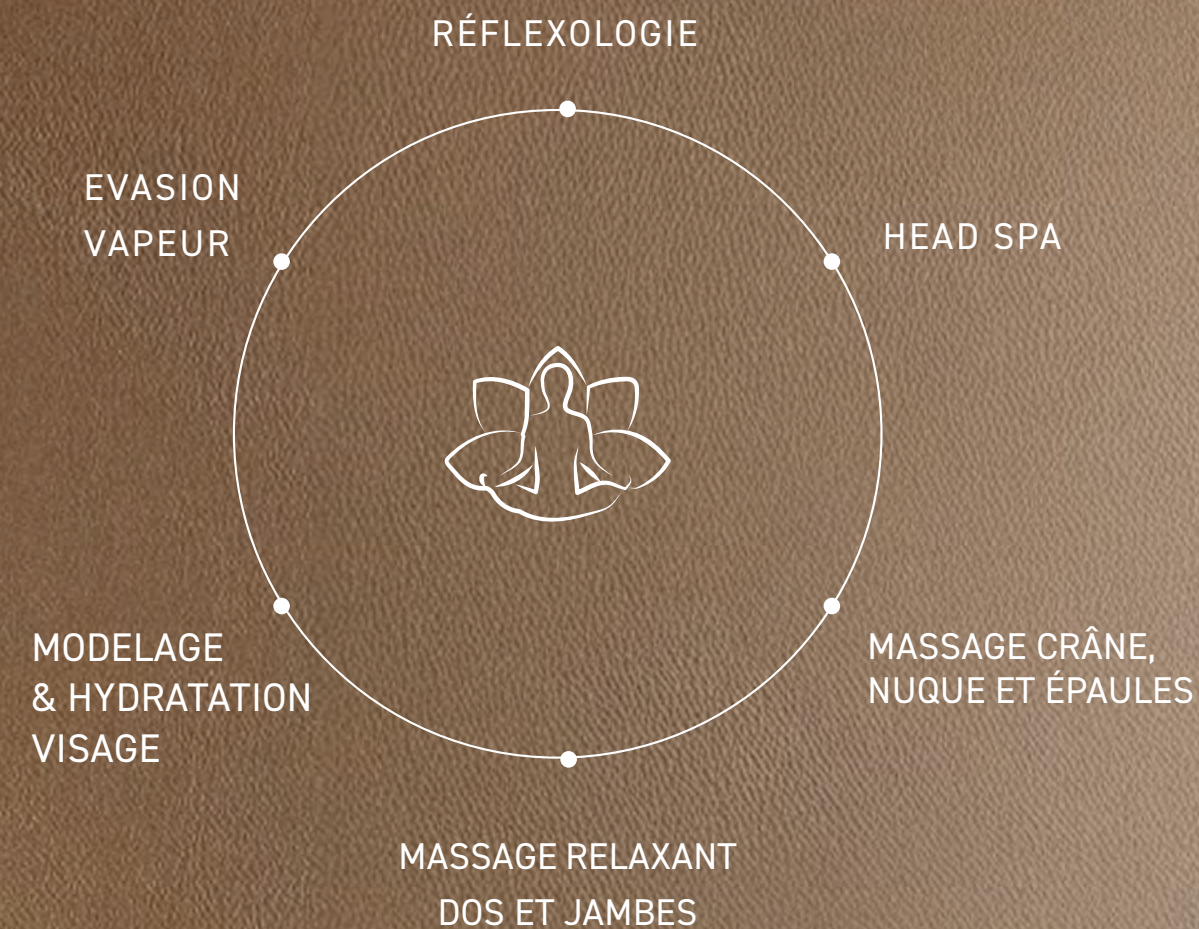 RÉFLEXOLOGIE
EVASION
VAPEUR
HEAD SPA
MODELAGE
& HYDRATATION
VISAGE
MASSAGE CRÂNE,
NUQUE ET ÉPAULES
MASSAGE RELAXANT
DOS ET JAMBES